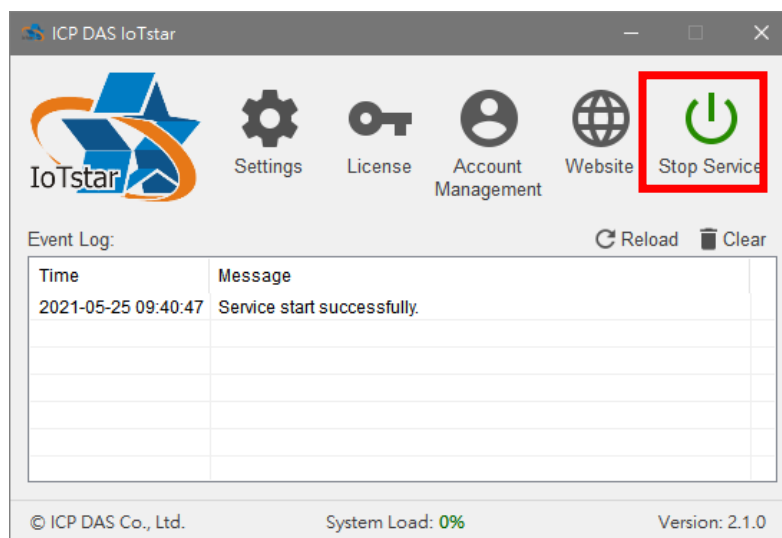 ICP DAS IoTstar
IoTstar
Settings
License
Account
Management
Website
Stop Service
Event Log:
Reload
Clear
Time Message
2021-05-25 09:40:47 Service start successfully.
© ICP DAS Co., Ltd. System Load: 0% Version: 2.1.0